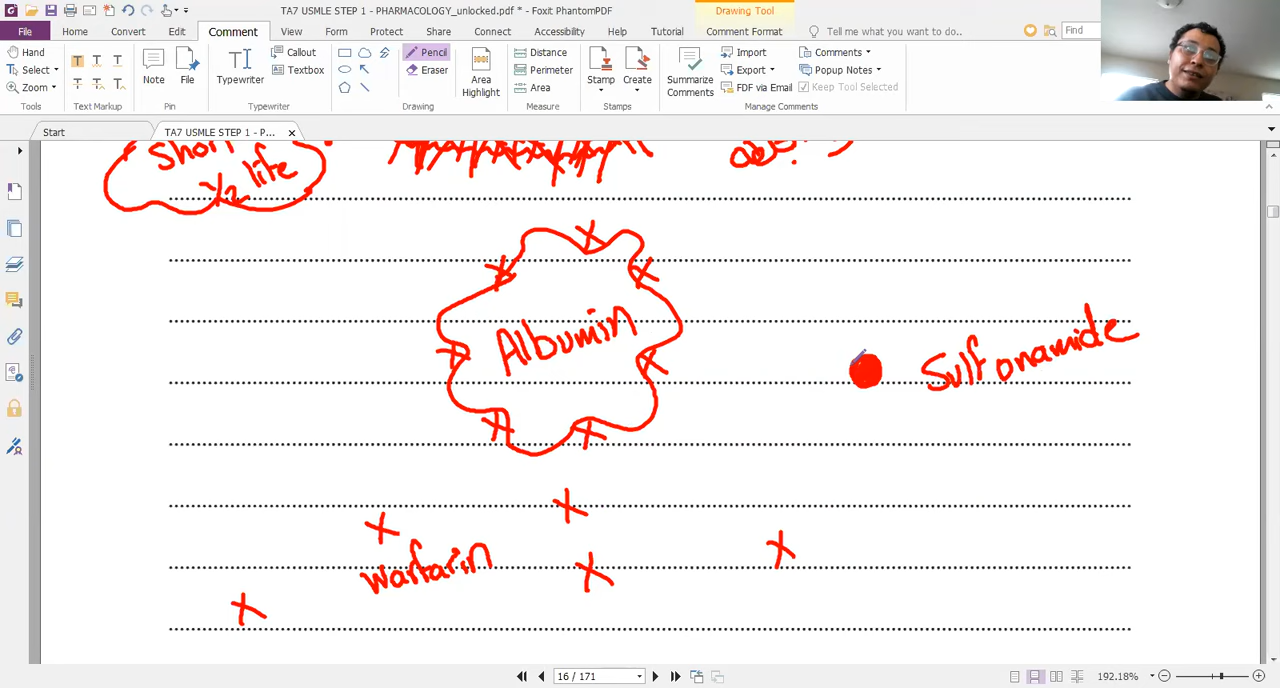 TA7 USMLE STEP 1 - PHARMACOLOGY_unlocked.pdf * - Foxit PhantomPDF
Drawing Tool
File Home Convert Edit Comment View Form Protect Share Connect Accessibility Help Tutorial Comment Format Tell me what you want to do.. Find
Hand
Select
Zoom
Tools
T T T
T T T
Text Markup
Note
File
Pin
Typewriter
Callout
Textbox
Typewriter
Pencil
Eraser
Drawing
Area
Highlight
Distance
Perimeter
Area
Measure
Stamp
Create
Stamps
Summarize
Comments
Import
Export
FDF via Email
Comments
Popup Notes
Keep Tool Selected
Manage Comments
Start
TA7 USMLE STEP 1 - P...
short
1/2 life
Albumin
Sulfonamide
warfarin
16 / 171
192.18%